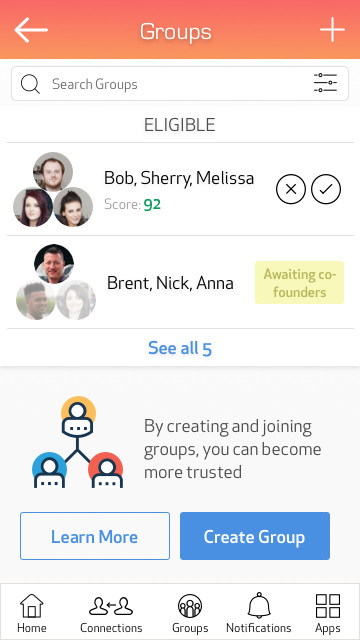 Groups
Search Groups
ELIGIBLE
Bob, Sherry, Melissa
Score: 92
Brent, Nick, Anna
Awaiting co-
founders
See all 5
By creating and joining
groups, you can become
more trusted
Learn More
Create Group
Home
Connections
Groups
Notifications
Apps